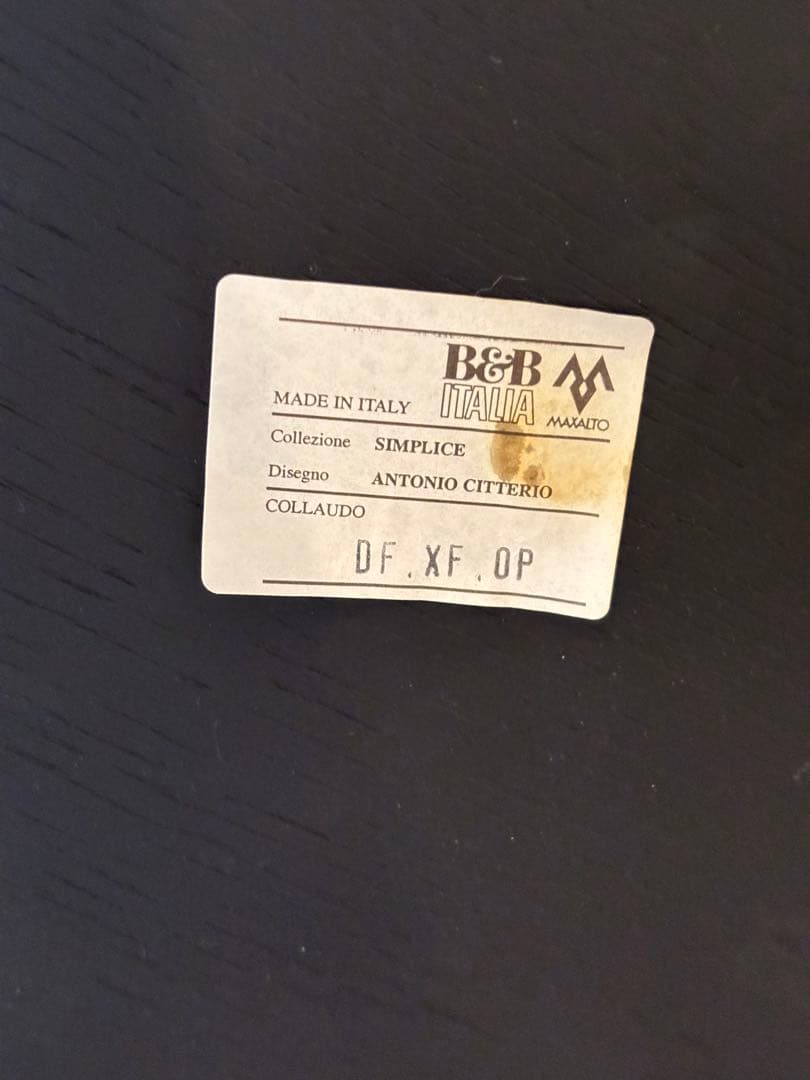 B&B
ITALIA
MAXALTO
MADE IN ITALY
Collezione SIMPLICE
Disegno ANTONIO CITTERIO
COLLAUDO
DF.XF.OP